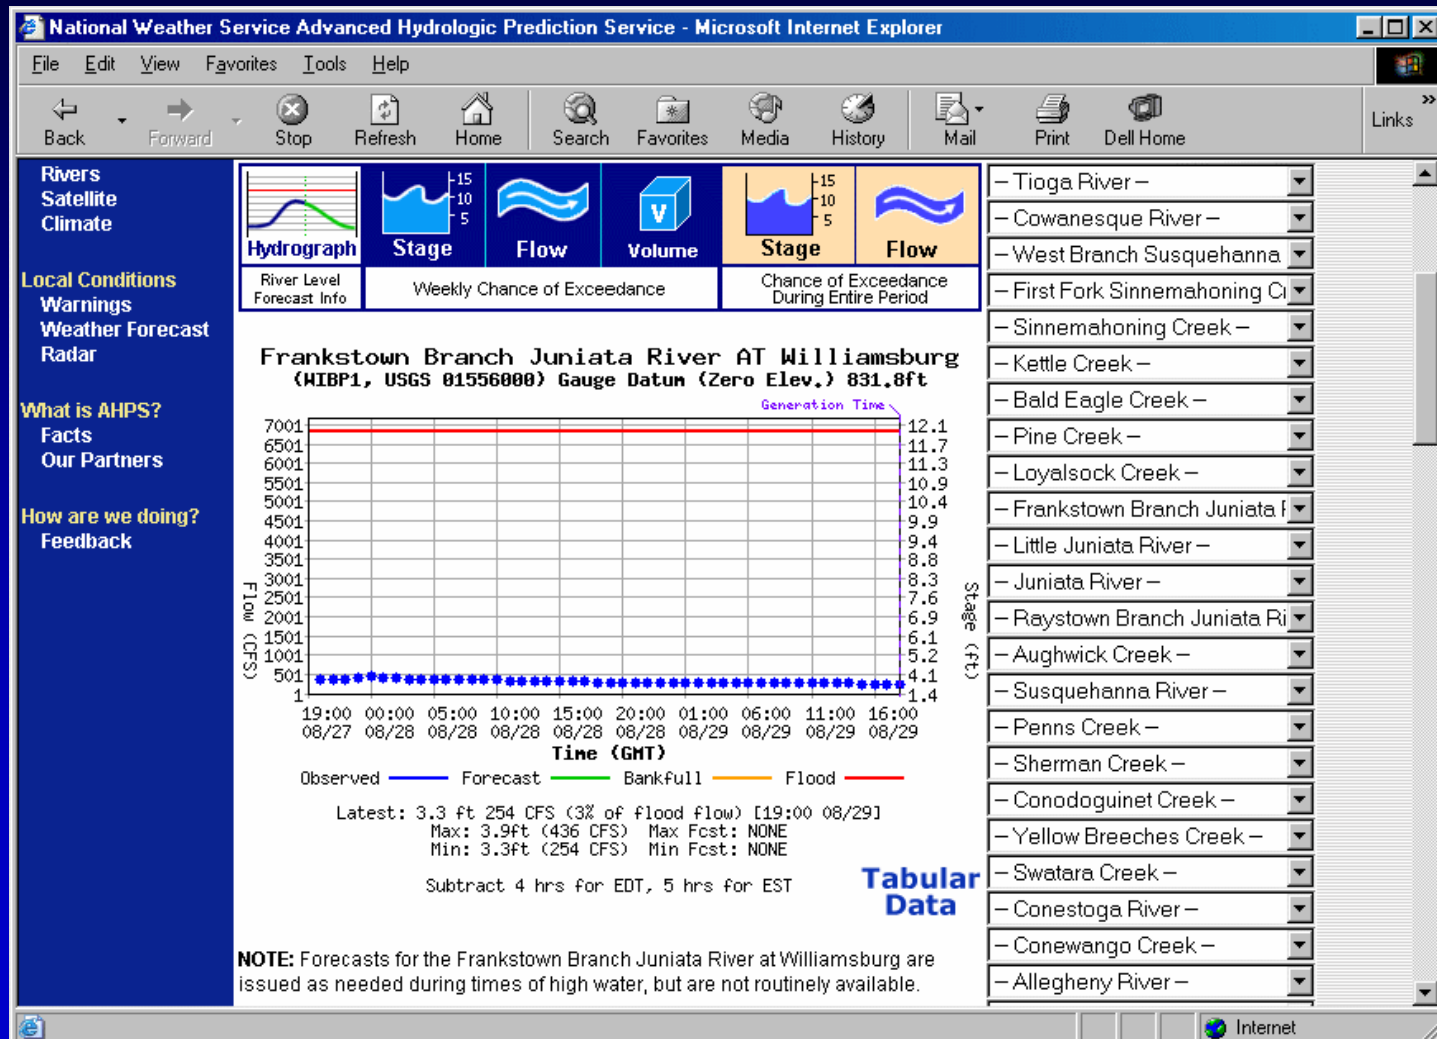 National Weather Service Advanced Hydrologic Prediction Service - Microsoft Internet Explorer
File Edit View Favorites Tools Help
Back Forward Stop Refresh Home Search Favorites Media History Mail Print Dell Home Links
Rivers
Satellite
Climate
Local Conditions
Warnings
Weather Forecast
Radar
What is AHPS?
Facts
Our Partners
How are we doing?
Feedback
15
10
5
V
15
10
5
Hydrograph Stage Flow Volume Stage Flow
River Level
Forecast Info
Weekly Chance of Exceedance
Chance of Exceedance
During Entire Period
Frankstown Branch Juniata River AT Williamsburg
(WIBP1, USGS 01556000) Gauge Datum (Zero Elev.) 831.8ft
Generation Time
7001 12.1
6501 11.7
6001 11.3
5501 10.9
5001 10.4
4501 9.9
4001 9.4
3501 8.8
3001 8.3
2501 7.6
2001 6.9
1501 6.1
1001 5.2
501 4.1
1 1.4
Flow (CFS)
Stage (ft)
19:00 00:00 05:00 10:00 15:00 20:00 01:00 06:00 11:00 16:00
08/27 08/28 08/28 08/28 08/28 08/28 08/29 08/29 08/29 08/29
Time (GMT)
Observed Forecast Bankfull Flood
Latest: 3.3 ft 254 CFS (3% of flood flow) [19:00 08/29]
Max: 3.9ft (436 CFS) Max Fcst: NONE
Min: 3.3ft (254 CFS) Min Fcst: NONE
Subtract 4 hrs for EDT, 5 hrs for EST
Tabular
Data
NOTE: Forecasts for the Frankstown Branch Juniata River at Williamsburg are
issued as needed during times of high water, but are not routinely available.
– Tioga River –
– Cowanesque River –
– West Branch Susquehanna
– First Fork Sinnemahoning
– Sinnemahoning Creek –
– Kettle Creek –
– Bald Eagle Creek –
– Pine Creek –
– Loyalsock Creek –
– Frankstown Branch Juniata
– Little Juniata River –
– Juniata River –
– Raystown Branch Juniata Ri
– Aughwick Creek –
– Susquehanna River –
– Penns Creek –
– Sherman Creek –
– Conodoguinet Creek –
– Yellow Breeches Creek –
– Swatara Creek –
– Conestoga River –
– Conewango Creek –
– Allegheny River –
Internet